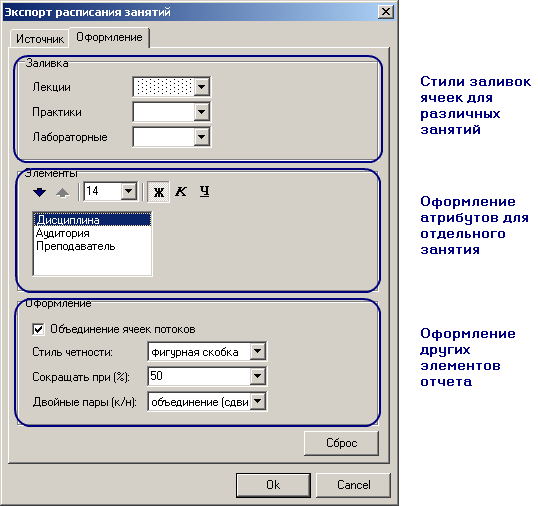 Экспорт расписания занятий
Источник
Оформление
Заливка
Лекции
Практики
Лабораторные
Стили заливок
ячеек для
различных
занятий
Элементы
14
Ж
К
Ч
Дисциплина
Аудитория
Преподаватель
Оформление
атрибутов для
отдельного
занятия
Оформление
Объединение ячеек потоков
Стиль четности:
фигурная скобка
Сокращать при (%):
50
Двойные пары (к/н):
объединение (сдви
Оформление
других
элементов
отчета
Сброс
Ok
Cancel